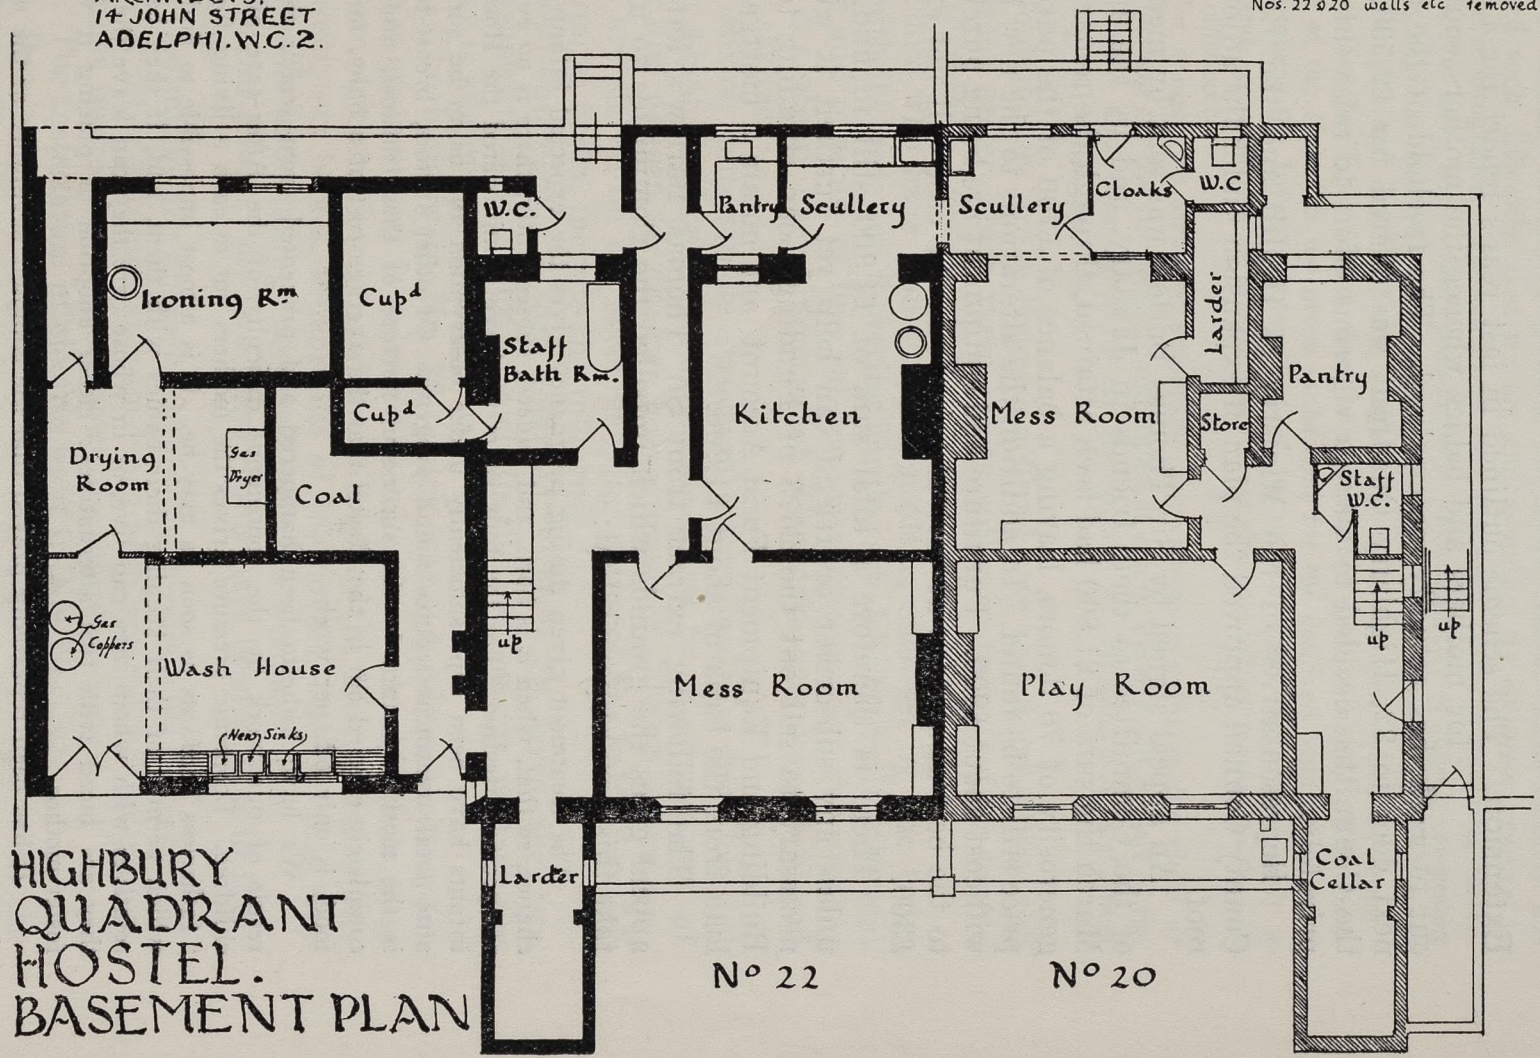 ARCHITECTS,
14 JOHN STREET
ADELPHI. W.C.2.
Nos. 22 & 20 walls etc removed
Pantry
Scullery
Scullery
Cloaks
W.C
W.C.
Ironing Rm
Cupd
Staff
Bath Rm.
Larder
Pantry
Cupd
Kitchen
Mess Room
Store
Drying
Room
Gas
Dryer
Coal
Staff
W.C.
Gas
Coppers
Wash House
up
up
up
Mess Room
Play Room
New Sinks
Larder
Coal
Cellar
HIGHBURY
QUADRANT
HOSTEL.
BASEMENT PLAN
No 22
No 20